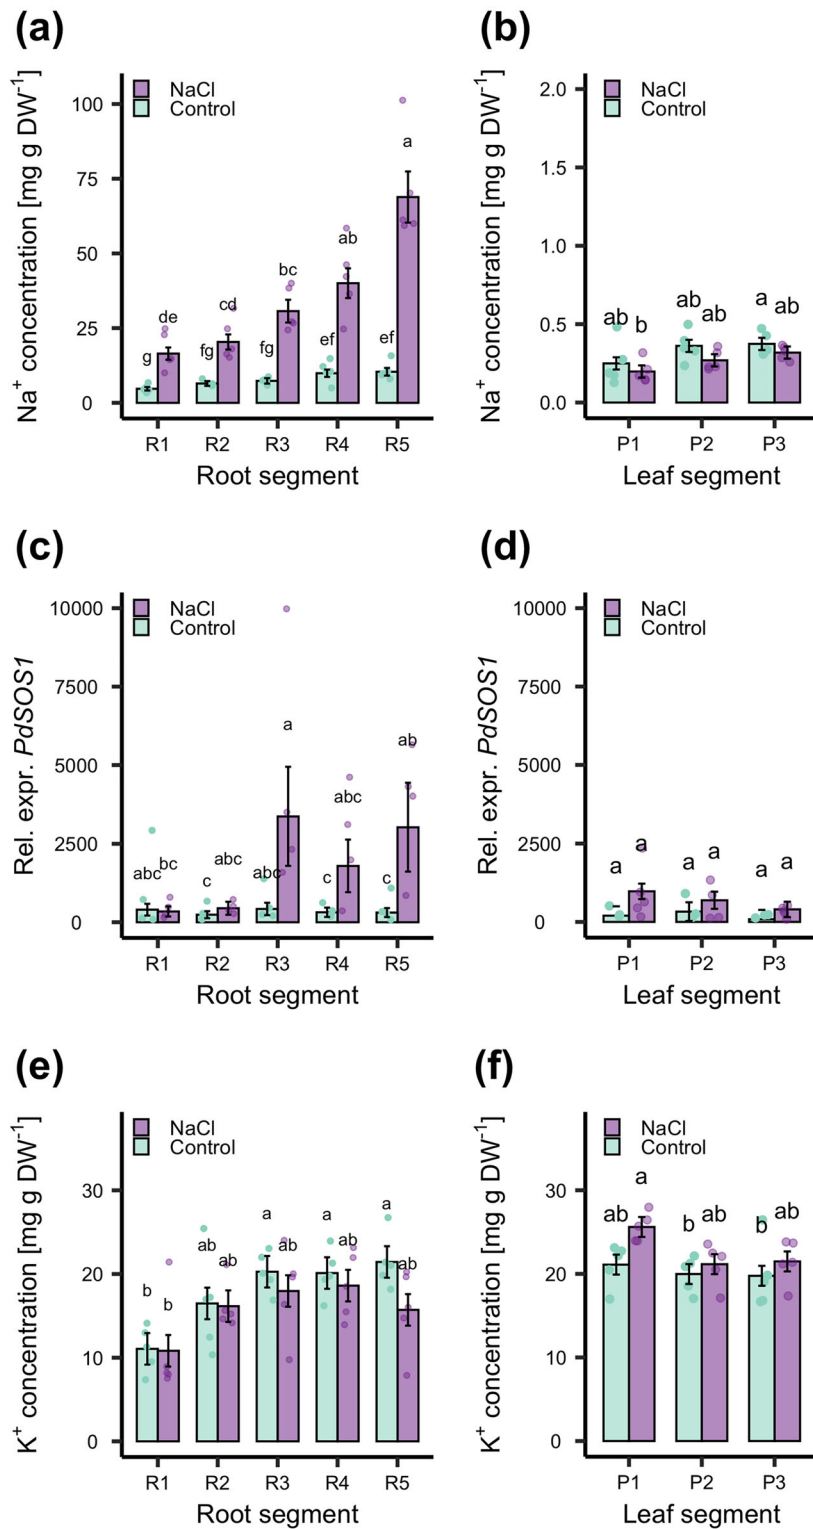 (a)
Na⁺ concentration [mg g DW⁻¹]
NaCl
Control
100
75
50
25
0
g
de
fg
cd
fg
bc
ef
ab
ef
a
R1 R2 R3 R4 R5
Root segment
(b)
Na⁺ concentration [mg g DW⁻¹]
NaCl
Control
2.0
1.5
1.0
0.5
0.0
ab
b
ab
ab
a
ab
P1 P2 P3
Leaf segment
(c)
Rel. expr. PdSOS1
NaCl
Control
10000
7500
5000
2500
0
abc
bc
c
abc
abc
a
c
abc
c
ab
R1 R2 R3 R4 R5
Root segment
(d)
Rel. expr. PdSOS1
NaCl
Control
10000
7500
5000
2500
0
a
a
a
a
a
a
P1 P2 P3
Leaf segment
(e)
K⁺ concentration [mg g DW⁻¹]
NaCl
Control
30
20
10
0
b
b
ab
ab
a
ab
a
ab
a
ab
R1 R2 R3 R4 R5
Root segment
(f)
K⁺ concentration [mg g DW⁻¹]
NaCl
Control
30
20
10
0
ab
a
b
ab
b
ab
P1 P2 P3
Leaf segment